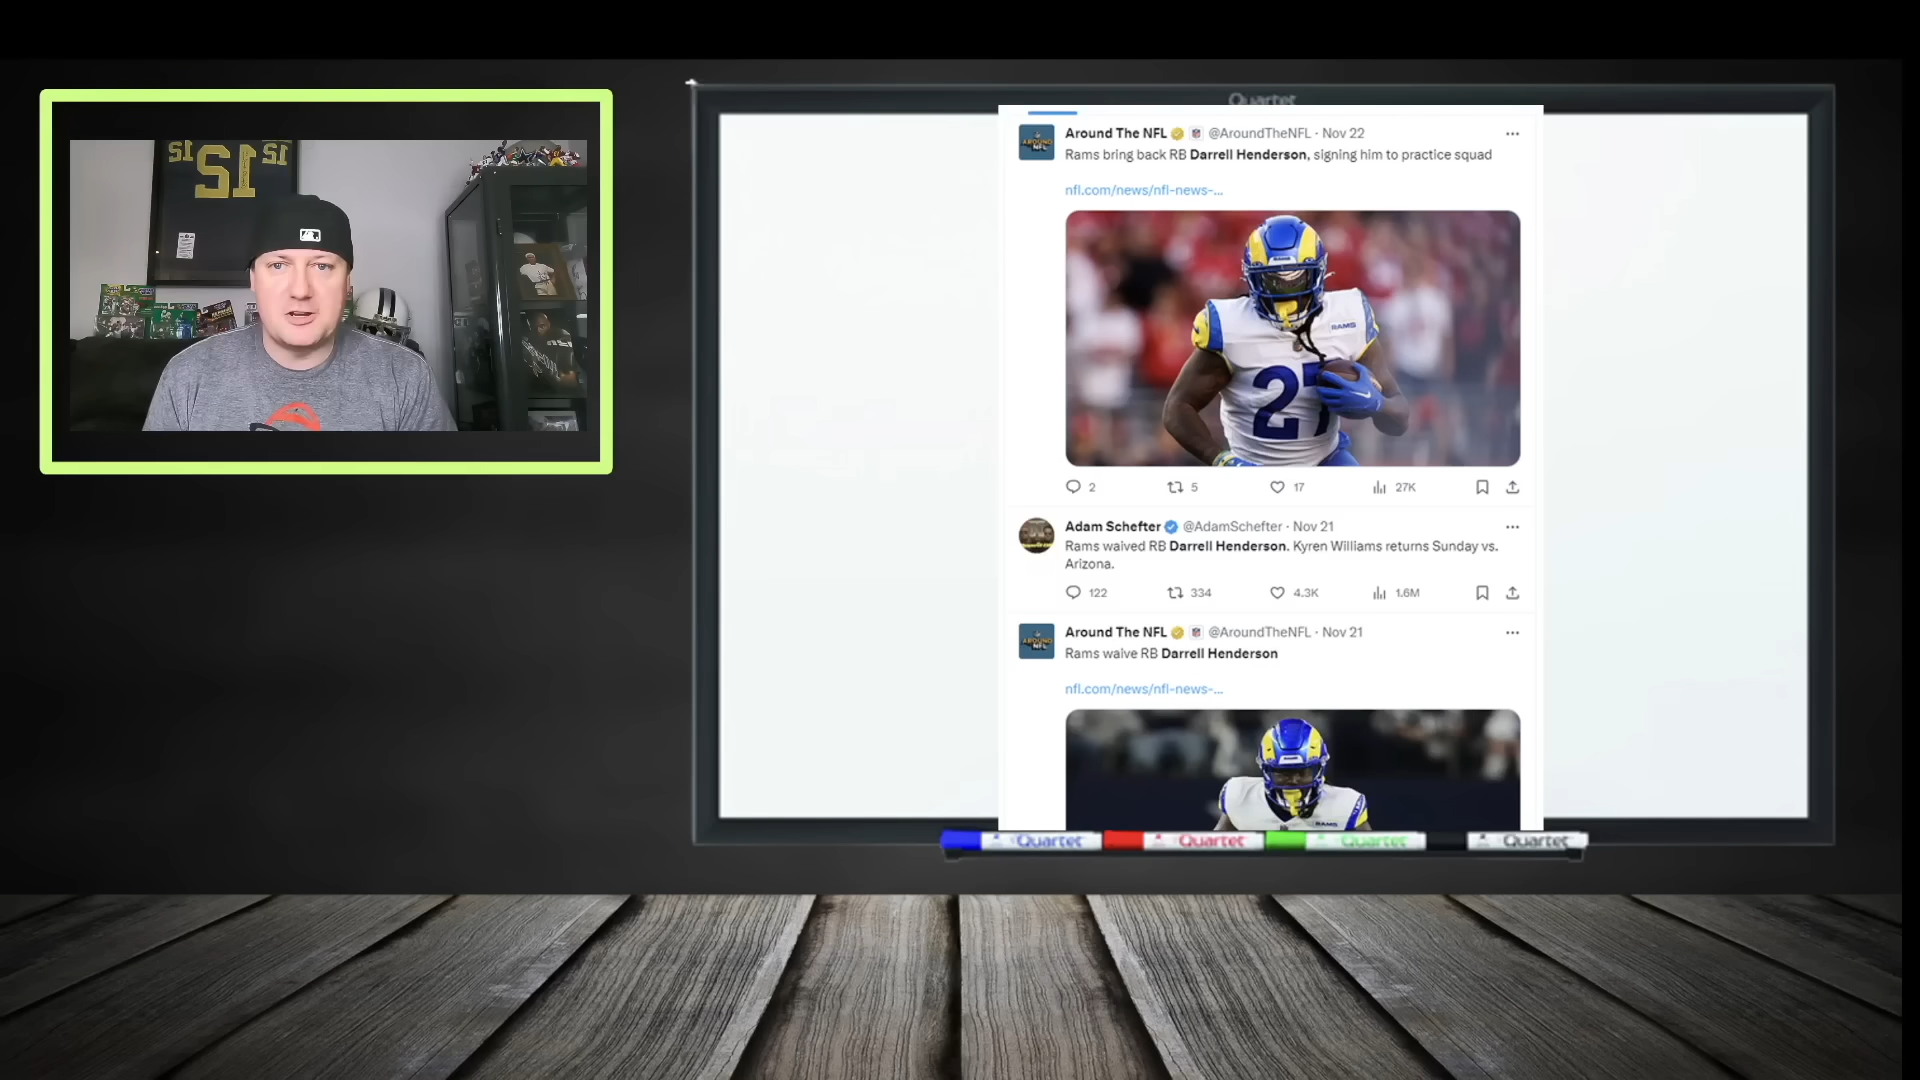 Quartet
Around The NFL @AroundTheNFL · Nov 22
Rams bring back RB Darrell Henderson, signing him to practice squad
nfl.com/news/nfl-news-...
RAMS
RAMS
27
2 5 17 27K
Adam Schefter @AdamSchefter · Nov 21
Rams waived RB Darrell Henderson. Kyren Williams returns Sunday vs.
Arizona.
122 334 4.3K 1.6M
Around The NFL @AroundTheNFL · Nov 21
Rams waive RB Darrell Henderson
nfl.com/news/nfl-news-...
RAMS
Quartet Quartet Quartet Quartet